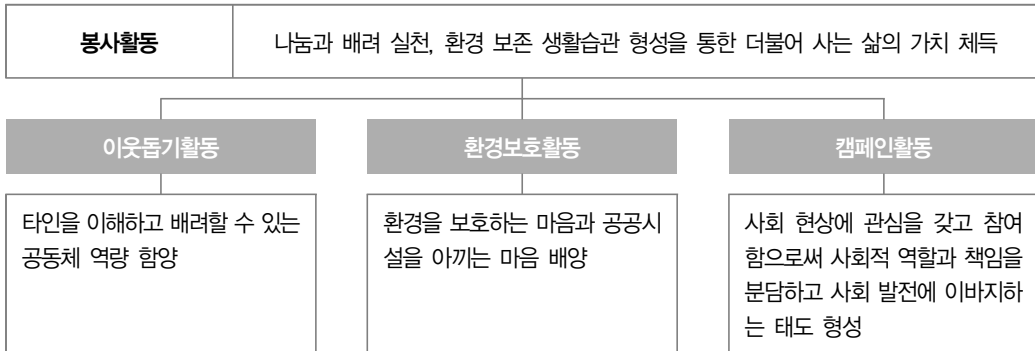 봉사활동
나눔과 배려 실천, 환경 보존 생활습관 형성을 통한 더불어 사는 삶의 가치 체득
이웃돕기활동
환경보호활동
캠페인활동
타인을 이해하고 배려할 수 있는
공동체 역량 함양
환경을 보호하는 마음과 공공시
설을 아끼는 마음 배양
사회 현상에 관심을 갖고 참여
함으로써 사회적 역할과 책임을
분담하고 사회 발전에 이바지하
는 태도 형성